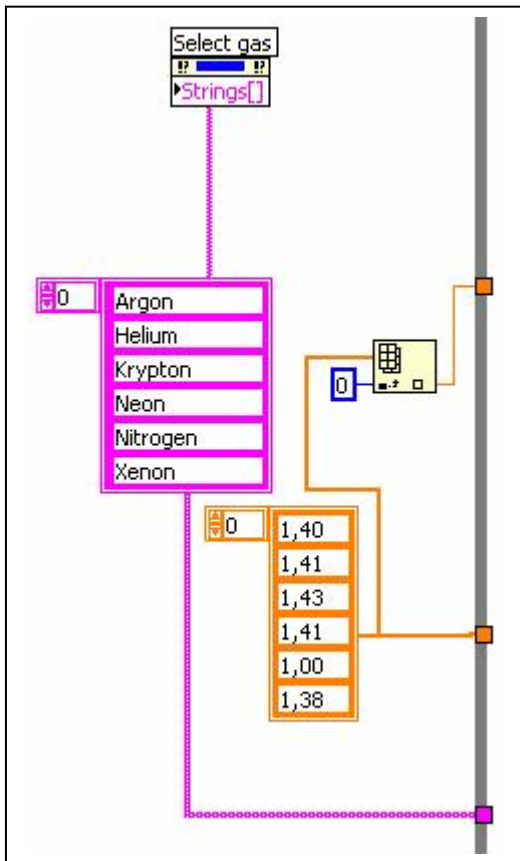 Select gas
!? !?
Strings[]
0
Argon
Helium
Krypton
Neon
Nitrogen
Xenon
0
0
1,40
1,41
1,43
1,41
1,00
1,38